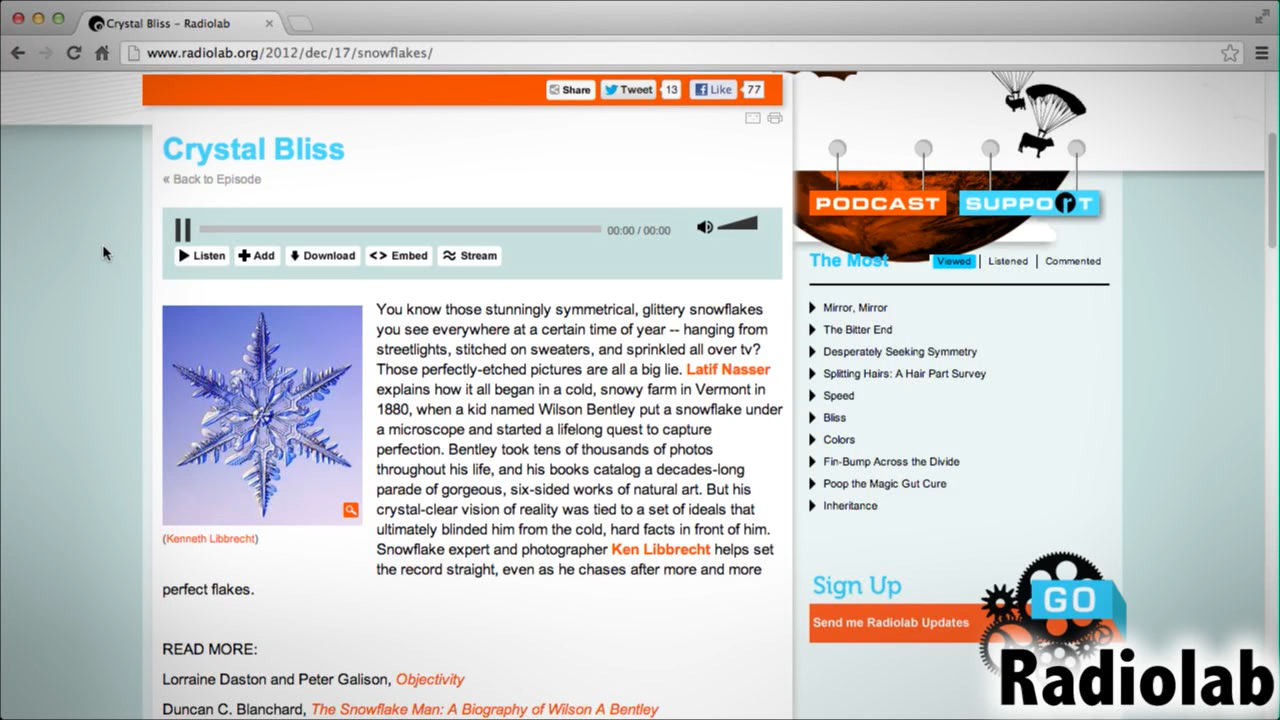 Crystal Bliss – Radiolab
www.radiolab.org/2012/dec/17/snowflakes/
Share
Tweet
13
Like
77
Crystal Bliss
« Back to Episode
00:00 / 00:00
Listen
Add
Download
Embed
Stream
You know those stunningly symmetrical, glittery snowflakes
you see everywhere at a certain time of year -- hanging from
streetlights, stitched on sweaters, and sprinkled all over tv?
Those perfectly-etched pictures are all a big lie. Latif Nasser
explains how it all began in a cold, snowy farm in Vermont in
1880, when a kid named Wilson Bentley put a snowflake under
a microscope and started a lifelong quest to capture
perfection. Bentley took tens of thousands of photos
throughout his life, and his books catalog a decades-long
parade of gorgeous, six-sided works of natural art. But his
crystal-clear vision of reality was tied to a set of ideals that
ultimately blinded him from the cold, hard facts in front of him.
Snowflake expert and photographer Ken Libbrecht helps set
the record straight, even as he chases after more and more
perfect flakes.
(Kenneth Libbrecht)
READ MORE:
Lorraine Daston and Peter Galison, Objectivity
Duncan C. Blanchard, The Snowflake Man: A Biography of Wilson A Bentley
PODCAST
SUPPORT
The Most
Viewed
Listened
Commented
Mirror, Mirror
The Bitter End
Desperately Seeking Symmetry
Splitting Hairs: A Hair Part Survey
Speed
Bliss
Colors
Fin-Bump Across the Divide
Poop the Magic Gut Cure
Inheritance
Sign Up
GO
Send me Radiolab Updates
Radiolab